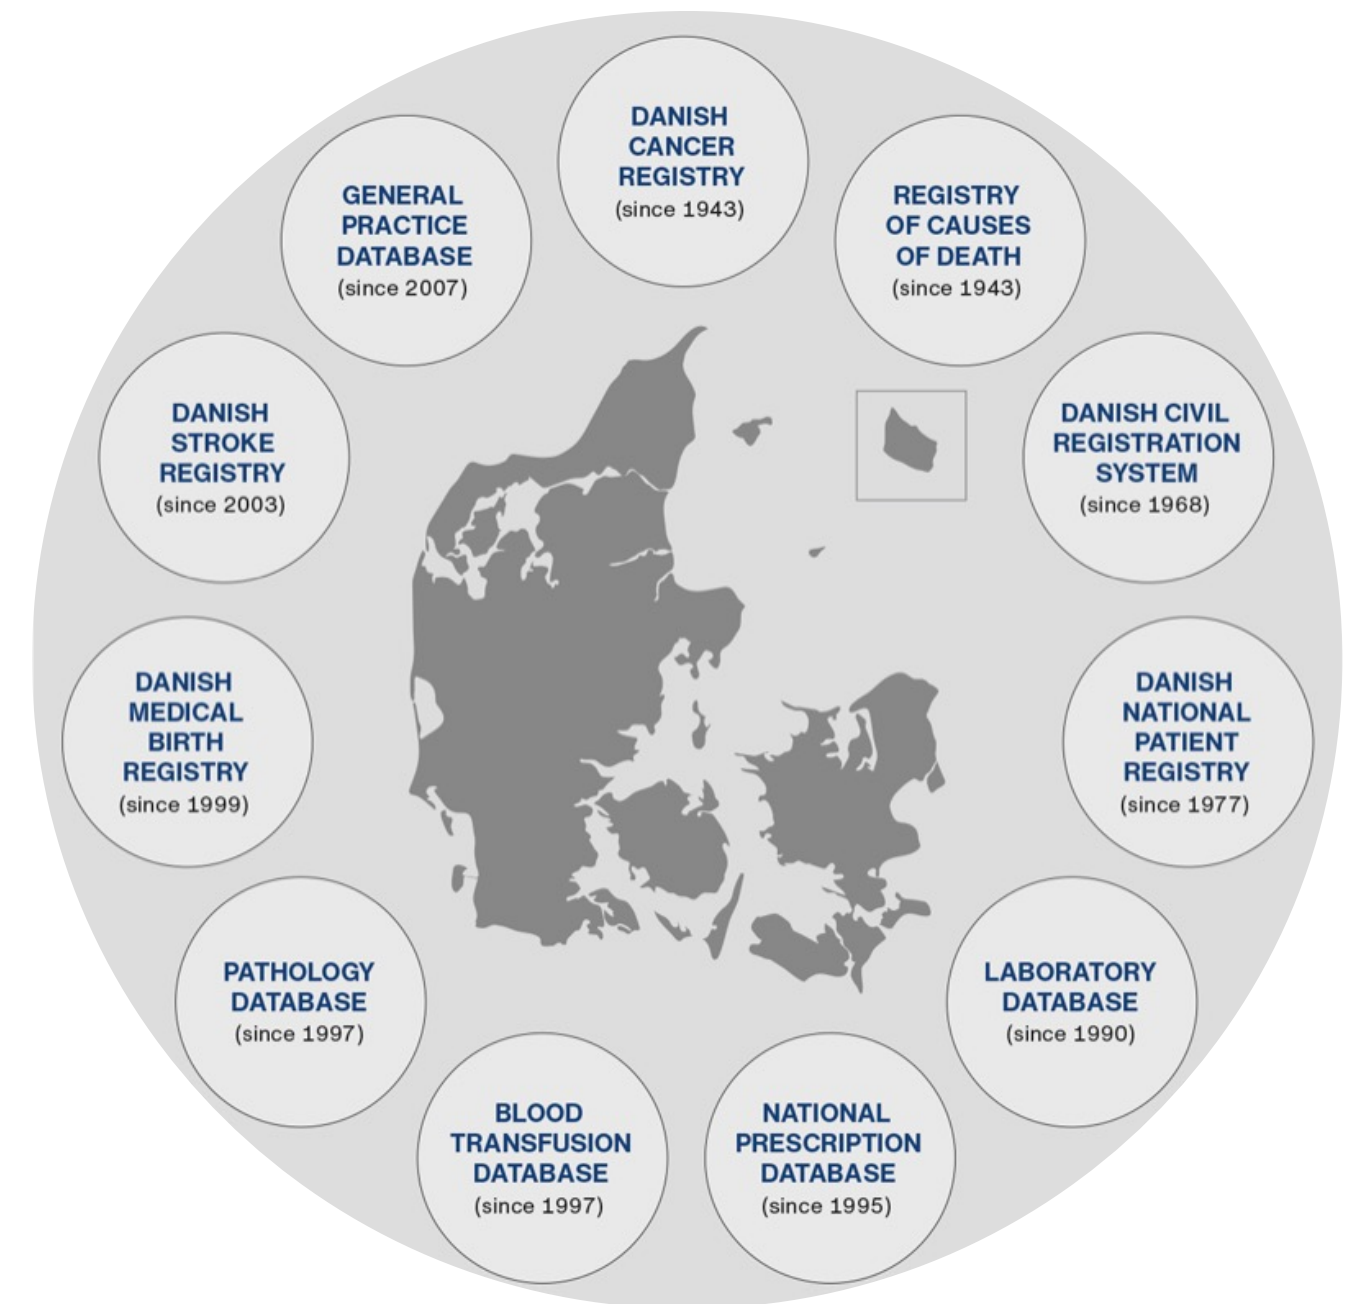 DANISH
CANCER
REGISTRY
(since 1943)
REGISTRY
OF CAUSES
OF DEATH
(since 1943)
DANISH CIVIL
REGISTRATION
SYSTEM
(since 1968)
DANISH
NATIONAL
PATIENT
REGISTRY
(since 1977)
LABORATORY
DATABASE
(since 1990)
NATIONAL
PRESCRIPTION
DATABASE
(since 1995)
BLOOD
TRANSFUSION
DATABASE
(since 1997)
PATHOLOGY
DATABASE
(since 1997)
DANISH
MEDICAL
BIRTH
REGISTRY
(since 1999)
DANISH
STROKE
REGISTRY
(since 2003)
GENERAL
PRACTICE
DATABASE
(since 2007)